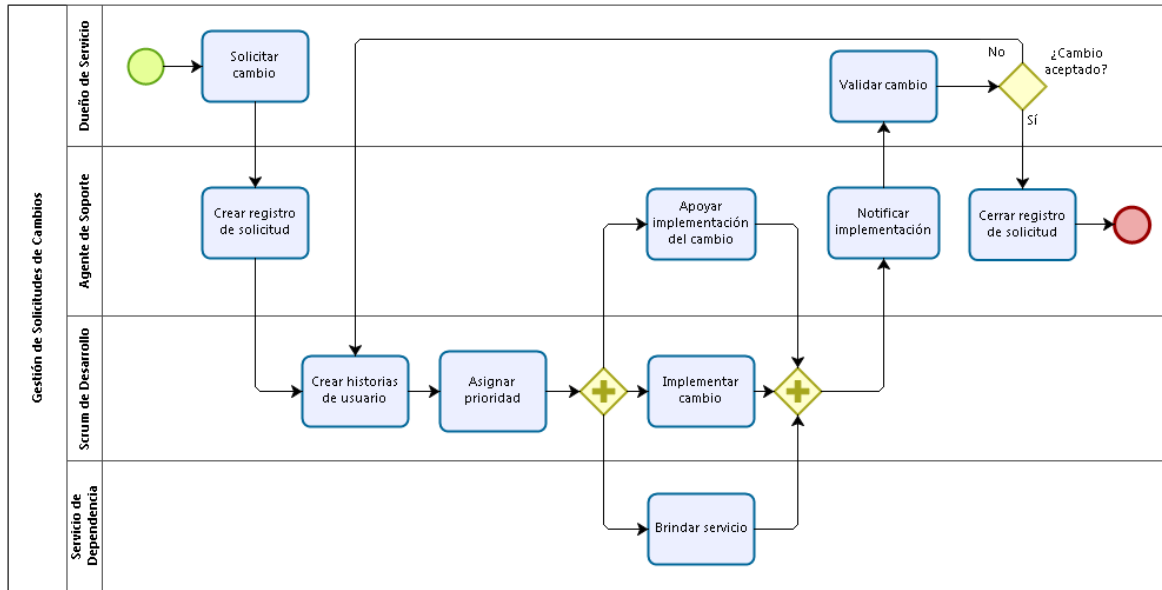 Gestión de Solicitudes de Cambios
Dueño de Servicio
Solicitar
cambio
Validar cambio
No
¿Cambio
aceptado?
Sí
Agente de Soporte
Crear registro
de solicitud
Apoyar
implementación
del cambio
Notificar
implementación
Cerrar registro
de solicitud
Scrum de Desarrollo
Crear historias
de usuario
Asignar
prioridad
Implementar
cambio
Servicio de
Dependencia
Brindar servicio